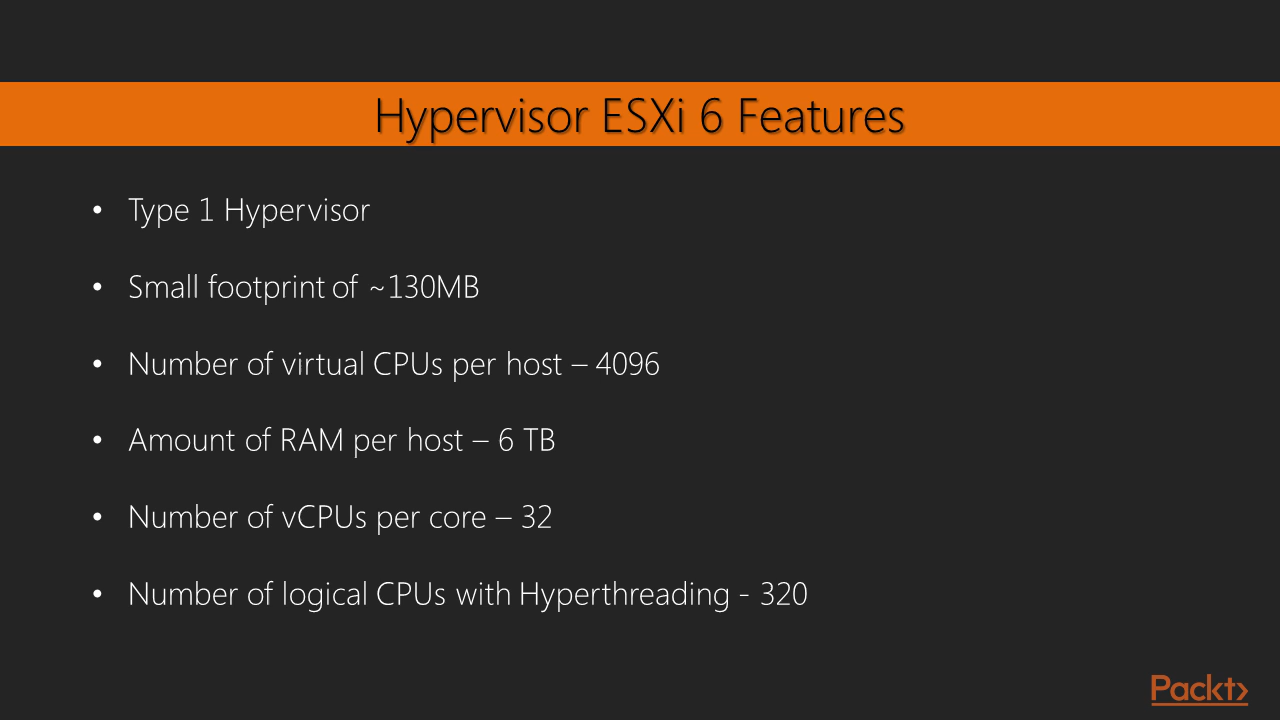 Hypervisor ESXi 6 Features
• Type 1 Hypervisor
• Small footprint of ~130MB
• Number of virtual CPUs per host – 4096
• Amount of RAM per host – 6 TB
• Number of vCPUs per core – 32
• Number of logical CPUs with Hyperthreading - 320
Packt>